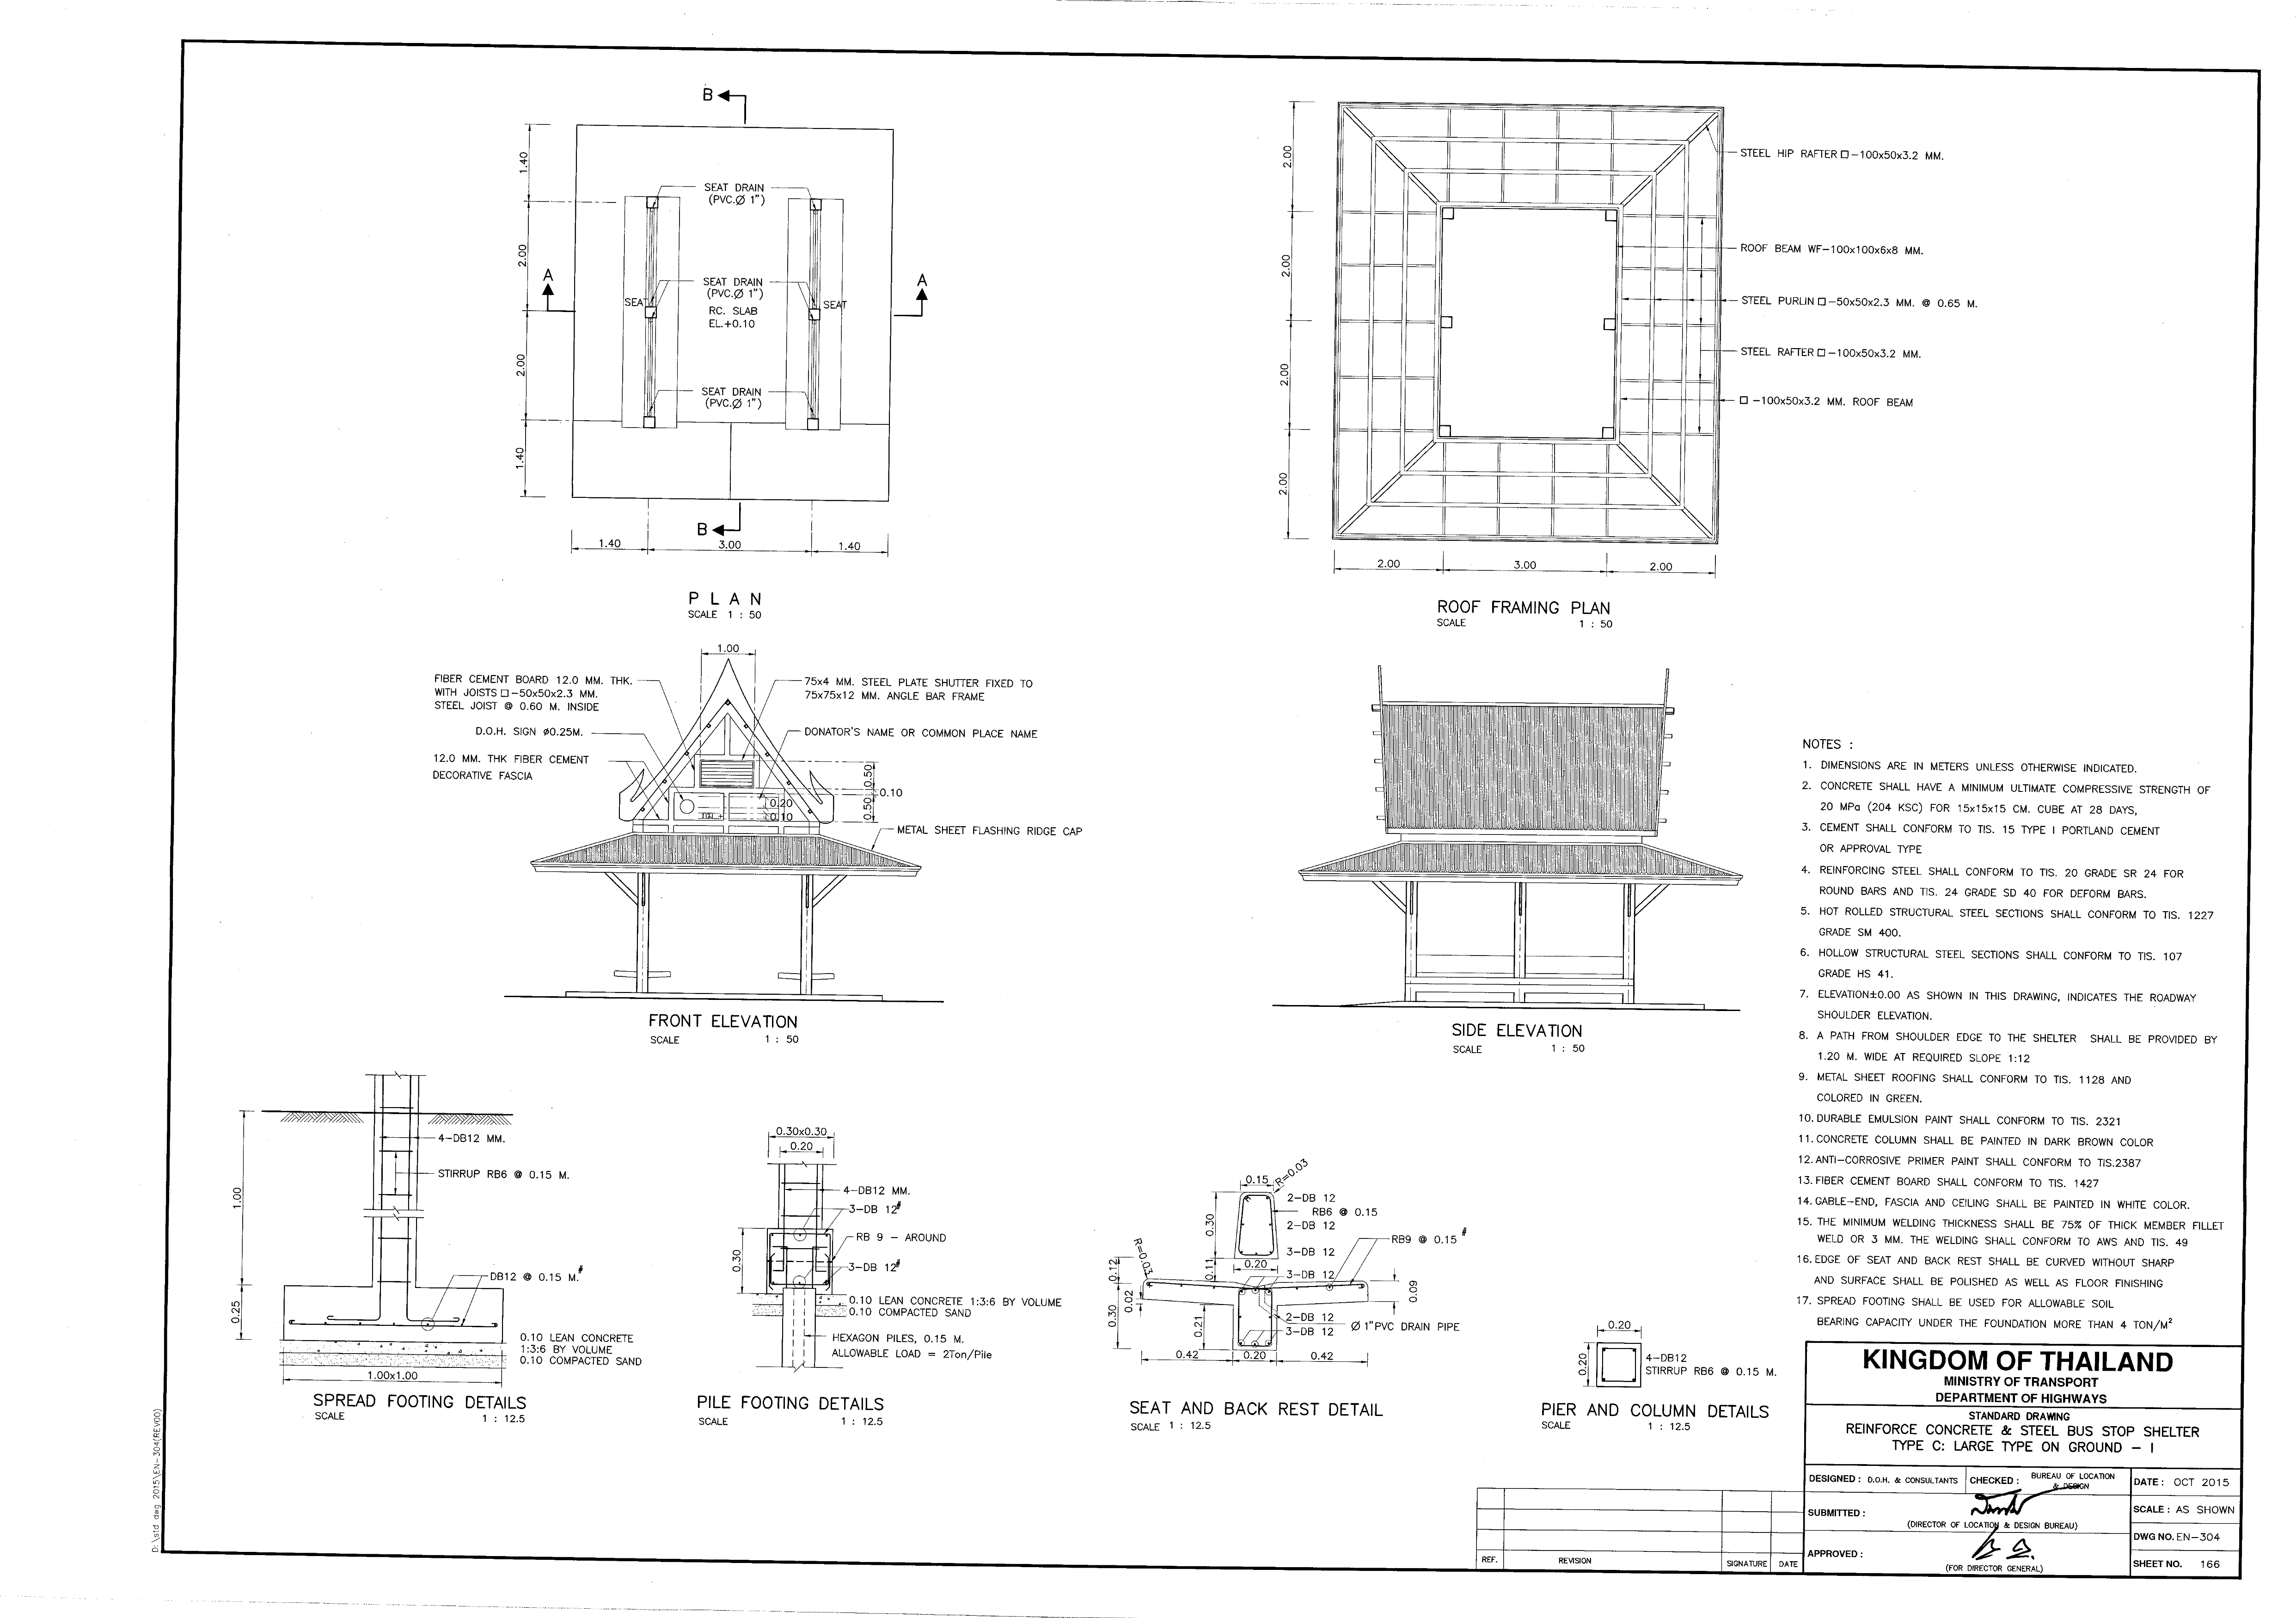 B
1.40
2.00
2.00
1.40
SEAT DRAIN
(PVC.Ø 1")
A
A
SEAT DRAIN
(PVC.Ø 1")
SEAT
SEAT
RC. SLAB
EL.+0.10
SEAT DRAIN
(PVC.Ø 1")
B
1.40
3.00
1.40
P L A N
SCALE 1 : 50
2.00
2.00
2.00
2.00
STEEL HIP RAFTER □-100x50x3.2 MM.
ROOF BEAM WF-100x100x6x8 MM.
STEEL PURLIN □-50x50x2.3 MM. @ 0.65 M.
STEEL RAFTER □-100x50x3.2 MM.
□ -100x50x3.2 MM. ROOF BEAM
2.00
3.00
2.00
ROOF FRAMING PLAN
SCALE 1 : 50
1.00
FIBER CEMENT BOARD 12.0 MM. THK.
WITH JOISTS □-50x50x2.3 MM.
STEEL JOIST @ 0.60 M. INSIDE
D.O.H. SIGN ø0.25M.
12.0 MM. THK FIBER CEMENT
DECORATIVE FASCIA
75x4 MM. STEEL PLATE SHUTTER FIXED TO
75x75x12 MM. ANGLE BAR FRAME
DONATOR'S NAME OR COMMON PLACE NAME
0.50
0.10
0.50
0.20
0.10
METAL SHEET FLASHING RIDGE CAP
FRONT ELEVATION
SCALE 1 : 50
SIDE ELEVATION
SCALE 1 : 50
NOTES :
1. DIMENSIONS ARE IN METERS UNLESS OTHERWISE INDICATED.
2. CONCRETE SHALL HAVE A MINIMUM ULTIMATE COMPRESSIVE STRENGTH OF
20 MPa (204 KSC) FOR 15x15x15 CM. CUBE AT 28 DAYS,
3. CEMENT SHALL CONFORM TO TIS. 15 TYPE I PORTLAND CEMENT
OR APPROVAL TYPE
4. REINFORCING STEEL SHALL CONFORM TO TIS. 20 GRADE SR 24 FOR
ROUND BARS AND TIS. 24 GRADE SD 40 FOR DEFORM BARS.
5. HOT ROLLED STRUCTURAL STEEL SECTIONS SHALL CONFORM TO TIS. 1227
GRADE SM 400.
6. HOLLOW STRUCTURAL STEEL SECTIONS SHALL CONFORM TO TIS. 107
GRADE HS 41.
7. ELEVATION±0.00 AS SHOWN IN THIS DRAWING, INDICATES THE ROADWAY
SHOULDER ELEVATION.
8. A PATH FROM SHOULDER EDGE TO THE SHELTER SHALL BE PROVIDED BY
1.20 M. WIDE AT REQUIRED SLOPE 1:12
9. METAL SHEET ROOFING SHALL CONFORM TO TIS. 1128 AND
COLORED IN GREEN.
10. DURABLE EMULSION PAINT SHALL CONFORM TO TIS. 2321
11. CONCRETE COLUMN SHALL BE PAINTED IN DARK BROWN COLOR
12. ANTI-CORROSIVE PRIMER PAINT SHALL CONFORM TO TIS.2387
13. FIBER CEMENT BOARD SHALL CONFORM TO TIS. 1427
14. GABLE-END, FASCIA AND CEILING SHALL BE PAINTED IN WHITE COLOR.
15. THE MINIMUM WELDING THICKNESS SHALL BE 75% OF THICK MEMBER FILLET
WELD OR 3 MM. THE WELDING SHALL CONFORM TO AWS AND TIS. 49
16. EDGE OF SEAT AND BACK REST SHALL BE CURVED WITHOUT SHARP
AND SURFACE SHALL BE POLISHED AS WELL AS FLOOR FINISHING
17. SPREAD FOOTING SHALL BE USED FOR ALLOWABLE SOIL
BEARING CAPACITY UNDER THE FOUNDATION MORE THAN 4 TON/M²
1.00
0.25
4-DB12 MM.
STIRRUP RB6 @ 0.15 M.
DB12 @ 0.15 M.#
0.10 LEAN CONCRETE
1:3:6 BY VOLUME
0.10 COMPACTED SAND
1.00x1.00
SPREAD FOOTING DETAILS
SCALE 1 : 12.5
0.30x0.30
0.20
0.30
4-DB12 MM.
3-DB 12#
RB 9 - AROUND
3-DB 12#
0.10 LEAN CONCRETE 1:3:6 BY VOLUME
0.10 COMPACTED SAND
HEXAGON PILES, 0.15 M.
ALLOWABLE LOAD = 2Ton/Pile
PILE FOOTING DETAILS
SCALE 1 : 12.5
0.15
R=0.03
2-DB 12
RB6 @ 0.15
2-DB 12
3-DB 12
0.30
0.20
0.11
R=0.03
0.12
0.30
0.02
0.21
3-DB 12
RB9 @ 0.15 #
0.09
2-DB 12
3-DB 12
Ø 1"PVC DRAIN PIPE
0.42
0.20
0.42
SEAT AND BACK REST DETAIL
SCALE 1 : 12.5
0.20
0.20
4-DB12
STIRRUP RB6 @ 0.15 M.
PIER AND COLUMN DETAILS
SCALE 1 : 12.5
KINGDOM OF THAILAND
MINISTRY OF TRANSPORT
DEPARTMENT OF HIGHWAYS
STANDARD DRAWING
REINFORCE CONCRETE & STEEL BUS STOP SHELTER
TYPE C: LARGE TYPE ON GROUND - I
DESIGNED : D.O.H. & CONSULTANTS
CHECKED : BUREAU OF LOCATION
& DESIGN
DATE : OCT 2015
SUBMITTED :
(DIRECTOR OF LOCATION & DESIGN BUREAU)
SCALE : AS SHOWN
DWG NO. EN-304
APPROVED :
(FOR DIRECTOR GENERAL)
SHEET NO. 166
REF.
REVISION
SIGNATURE
DATE
D:\std dwg 2015\EN-304(REV00)